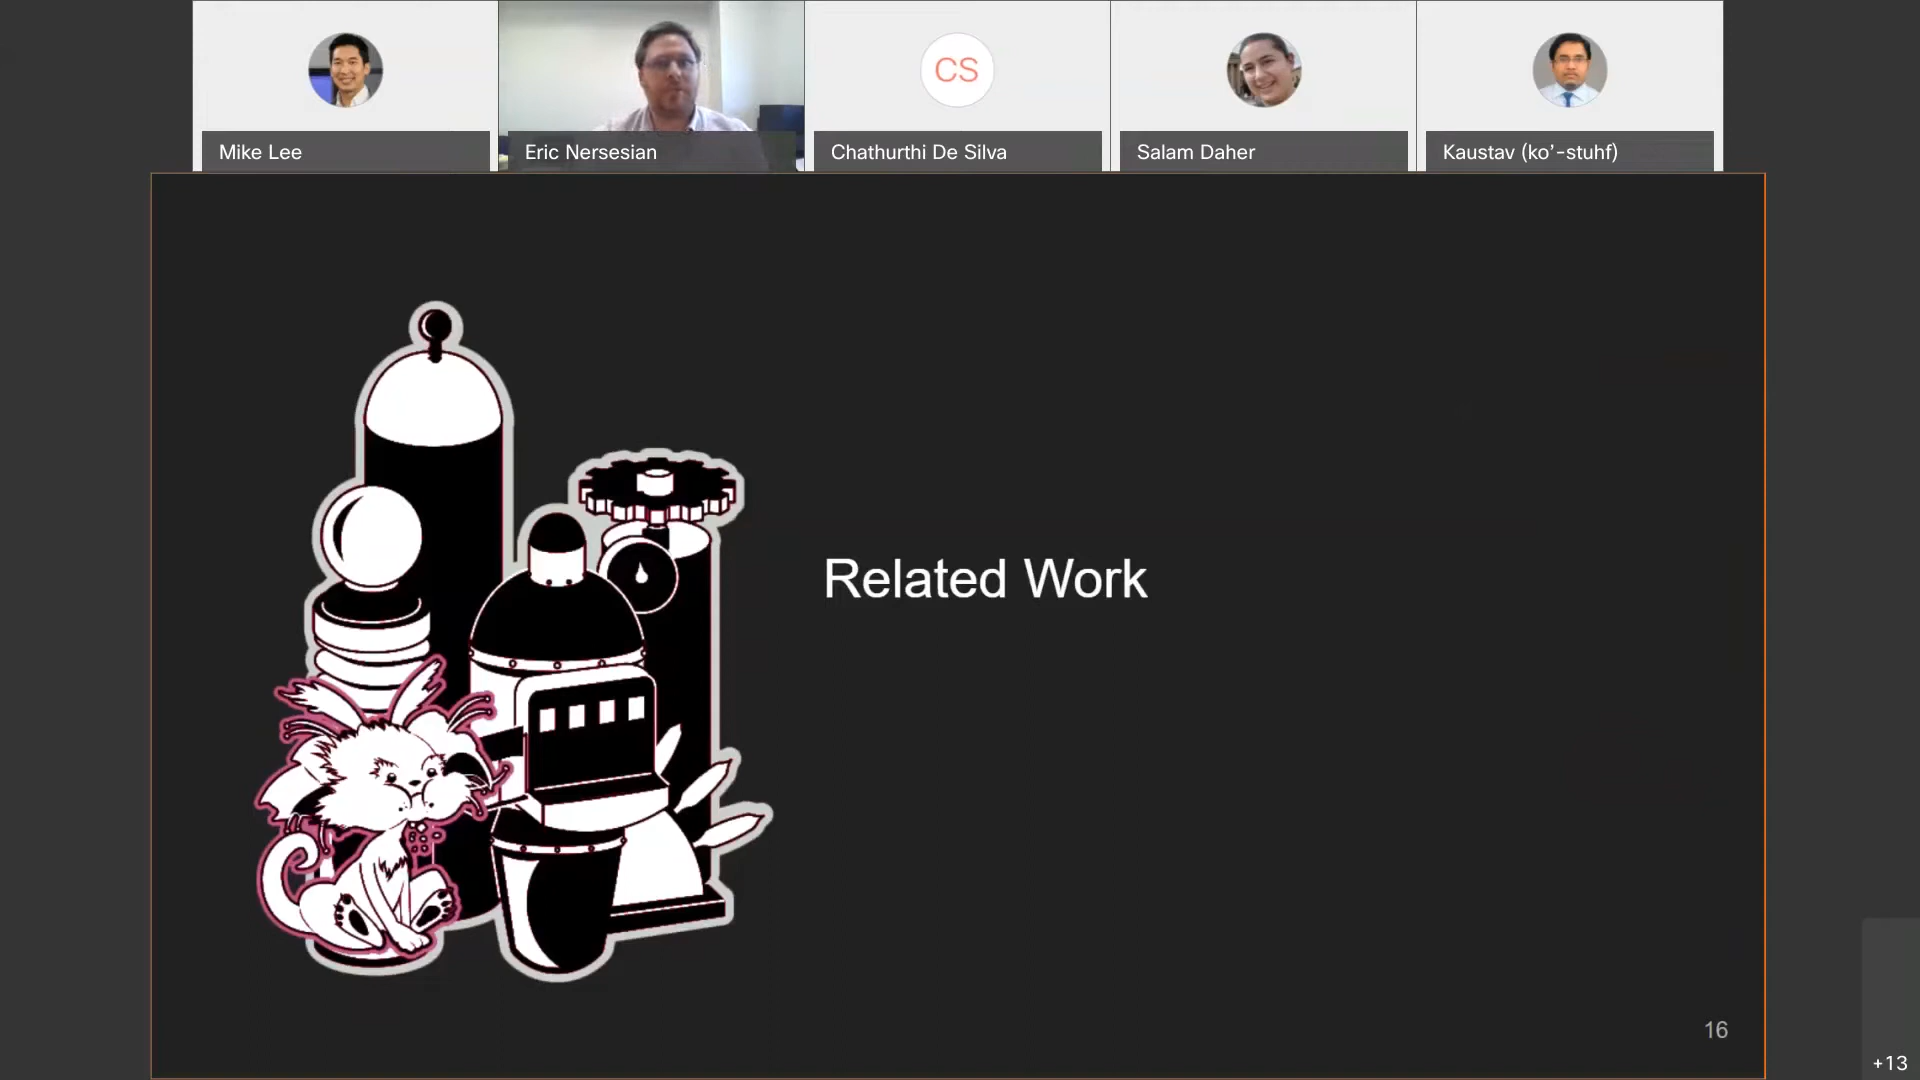 Mike Lee
Eric Nersesian
CS
Chathurthi De Silva
Salam Daher
Kaustav (ko’-stuhf)
Related Work
16
+13